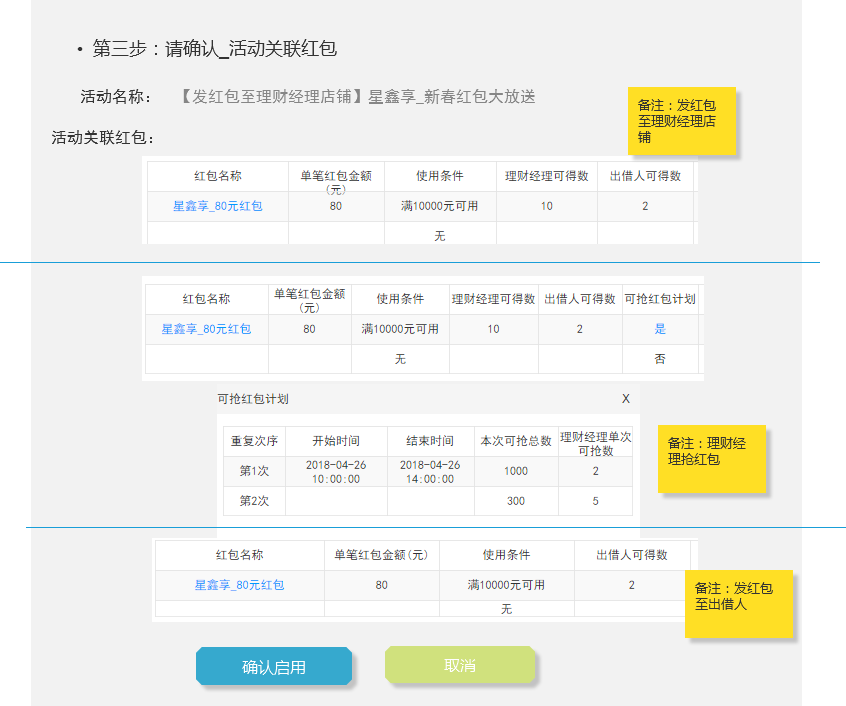 • 第三步：请确认_活动关联红包
活动名称： 【发红包至理财经理店铺】星鑫享_新春红包大放送
备注：发红包
至理财经理店
铺
活动关联红包：
红包名称 单笔红包金额（元） 使用条件 理财经理可得数 出借人可得数
星鑫享_80元红包 80 满10000元可用 10 2
无
红包名称 单笔红包金额（元） 使用条件 理财经理可得数 出借人可得数 可抢红包计划
星鑫享_80元红包 80 满10000元可用 10 2 是
无 否
可抢红包计划 X
重复次序 开始时间 结束时间 本次可抢总数 理财经理单次可抢数
第1次 2018-04-26 10:00:00 2018-04-26 14:00:00 1000 2
第2次 300 5
备注：理财经
理抢红包
红包名称 单笔红包金额(元) 使用条件 出借人可得数
星鑫享_80元红包 80 满10000元可用 2
无
备注：发红包
至出借人
确认启用 取消